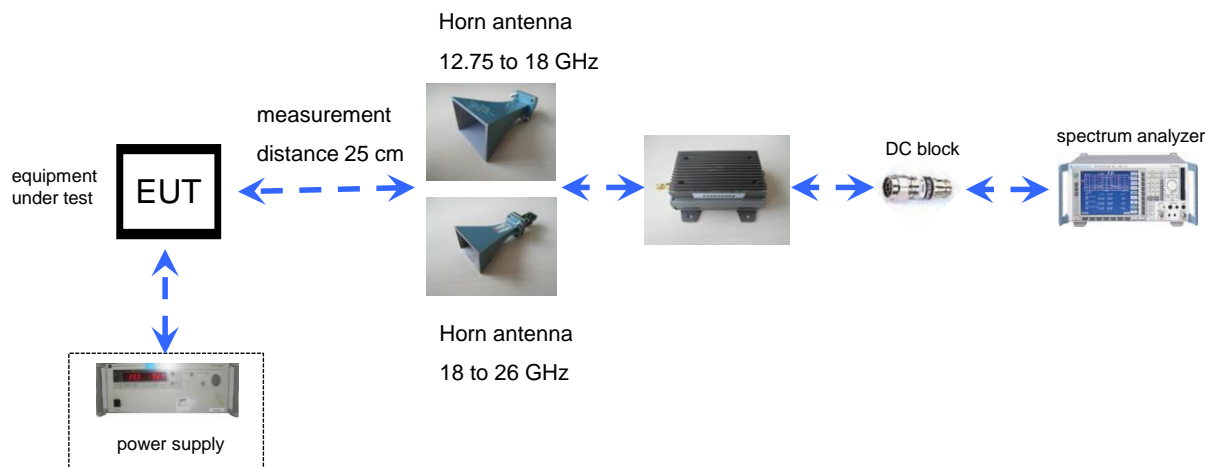 Horn antenna
12.75 to 18 GHz
measurement
distance 25 cm
equipment
under test
EUT
DC block
spectrum analyzer
Horn antenna
18 to 26 GHz
power supply